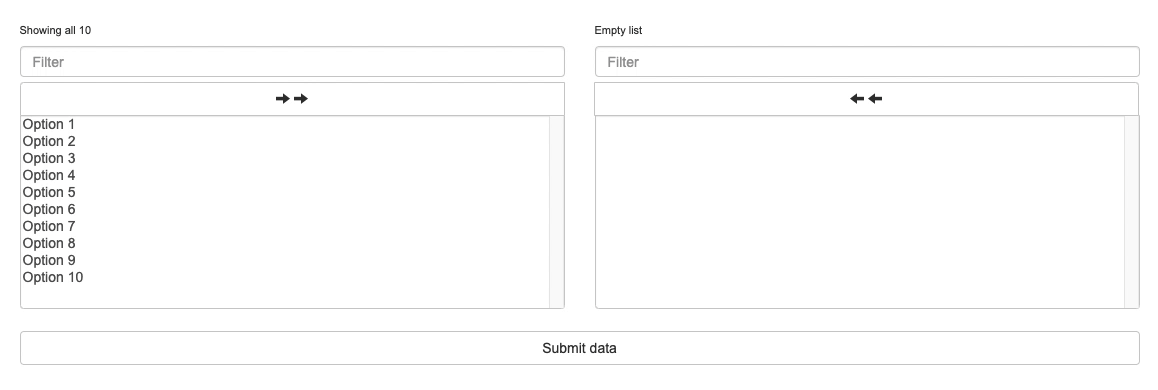 Showing all 10
Filter
Option 1
Option 2
Option 3
Option 4
Option 5
Option 6
Option 7
Option 8
Option 9
Option 10
Empty list
Filter
Submit data